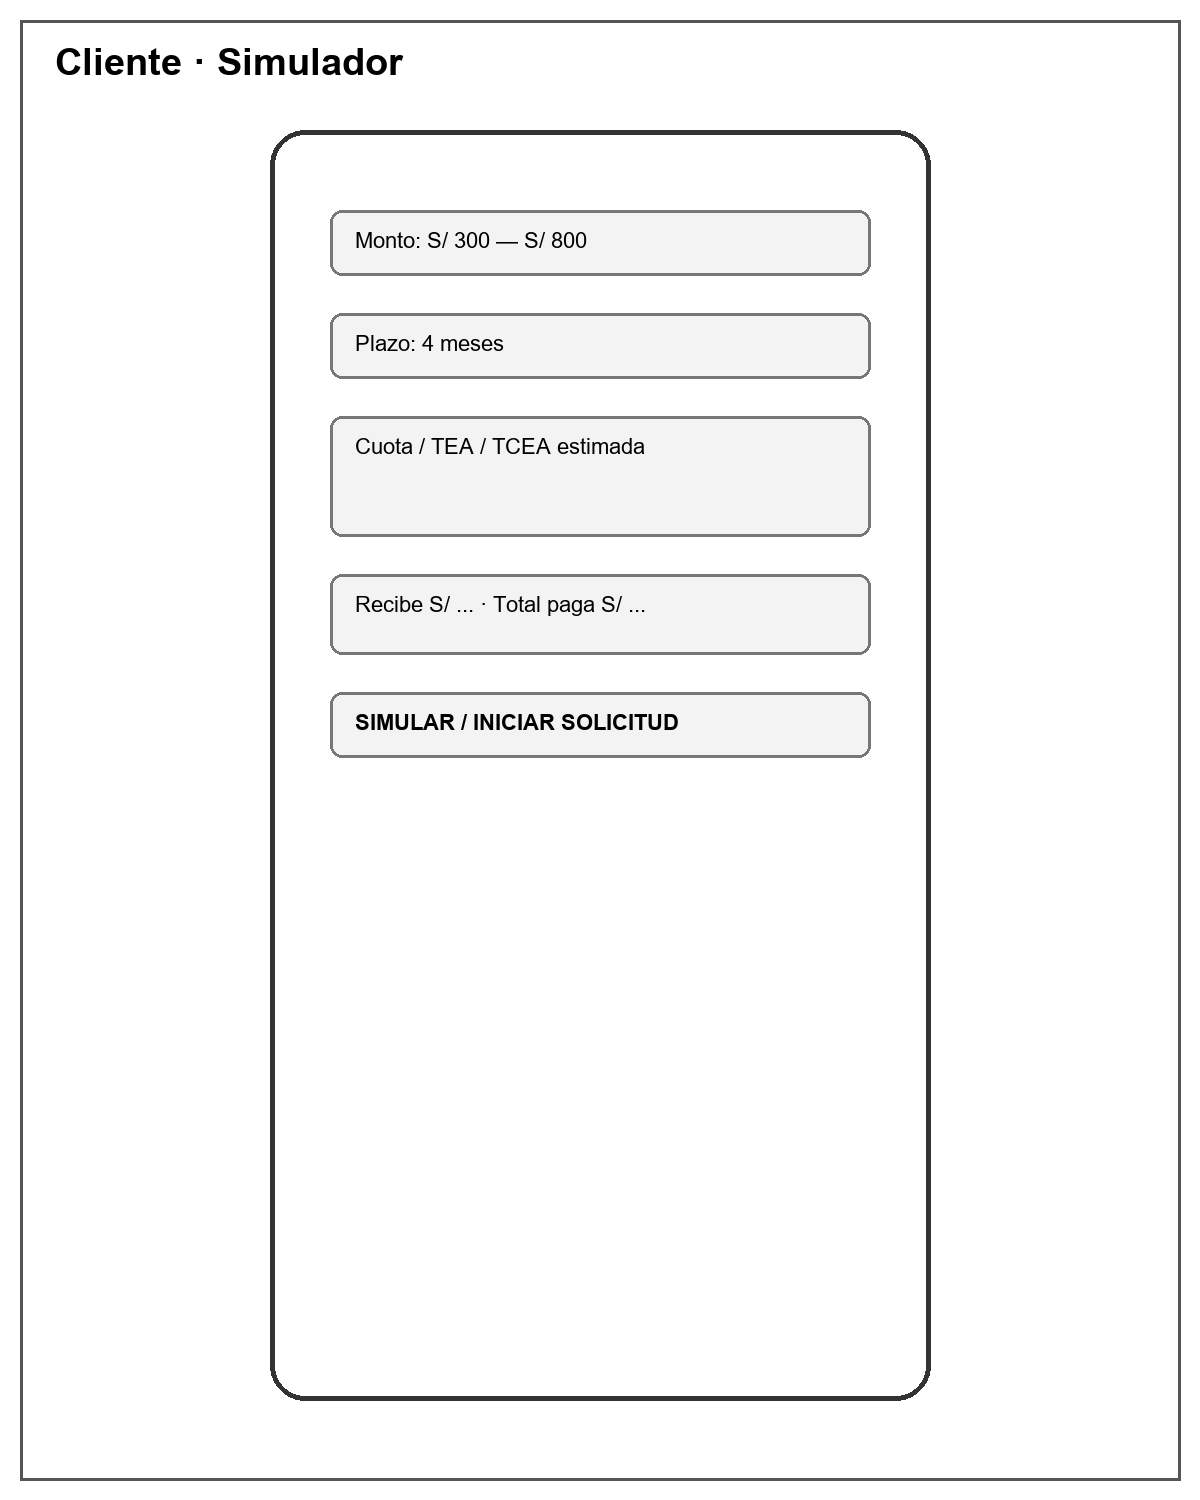 Cliente · Simulador
Monto: S/ 300 — S/ 800
Plazo: 4 meses
Cuota / TEA / TCEA estimada
Recibe S/ ... · Total paga S/ ...
SIMULAR / INICIAR SOLICITUD